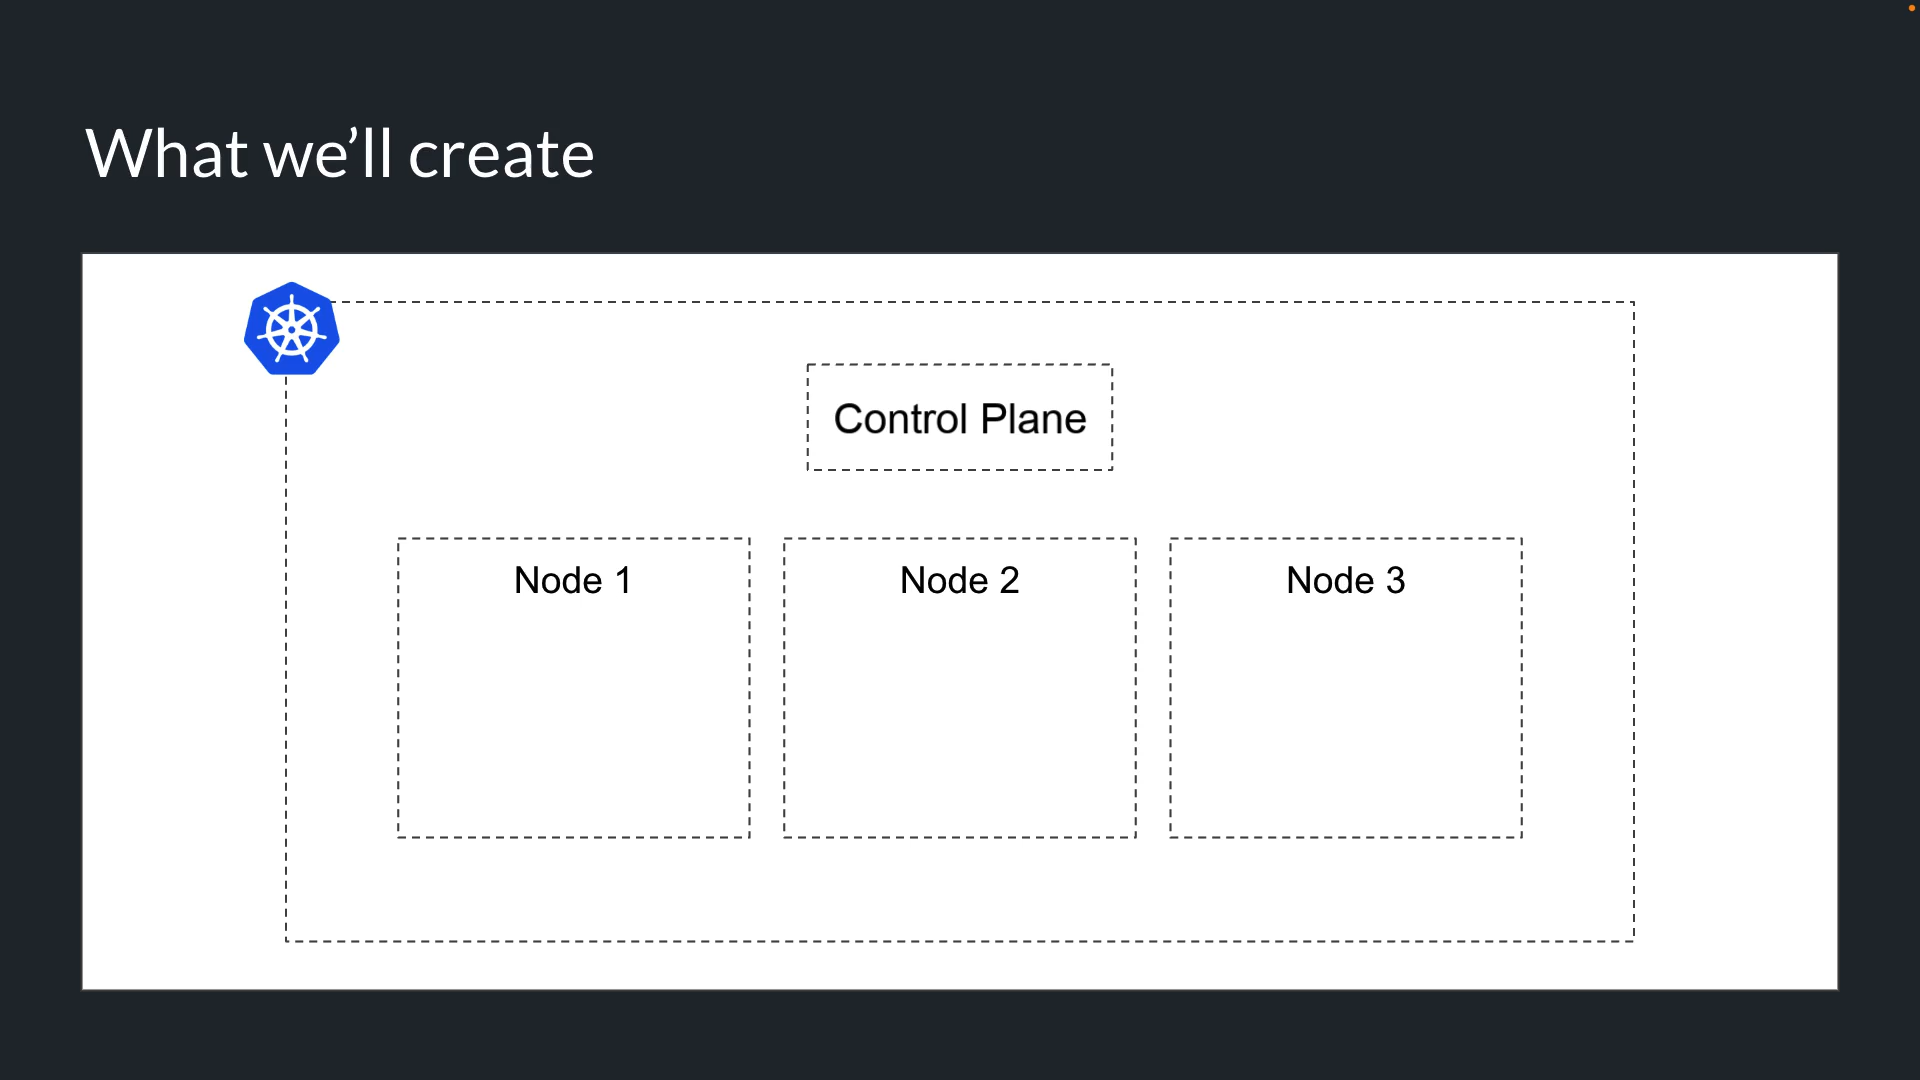 What we’ll create
Control Plane
Node 1
Node 2
Node 3